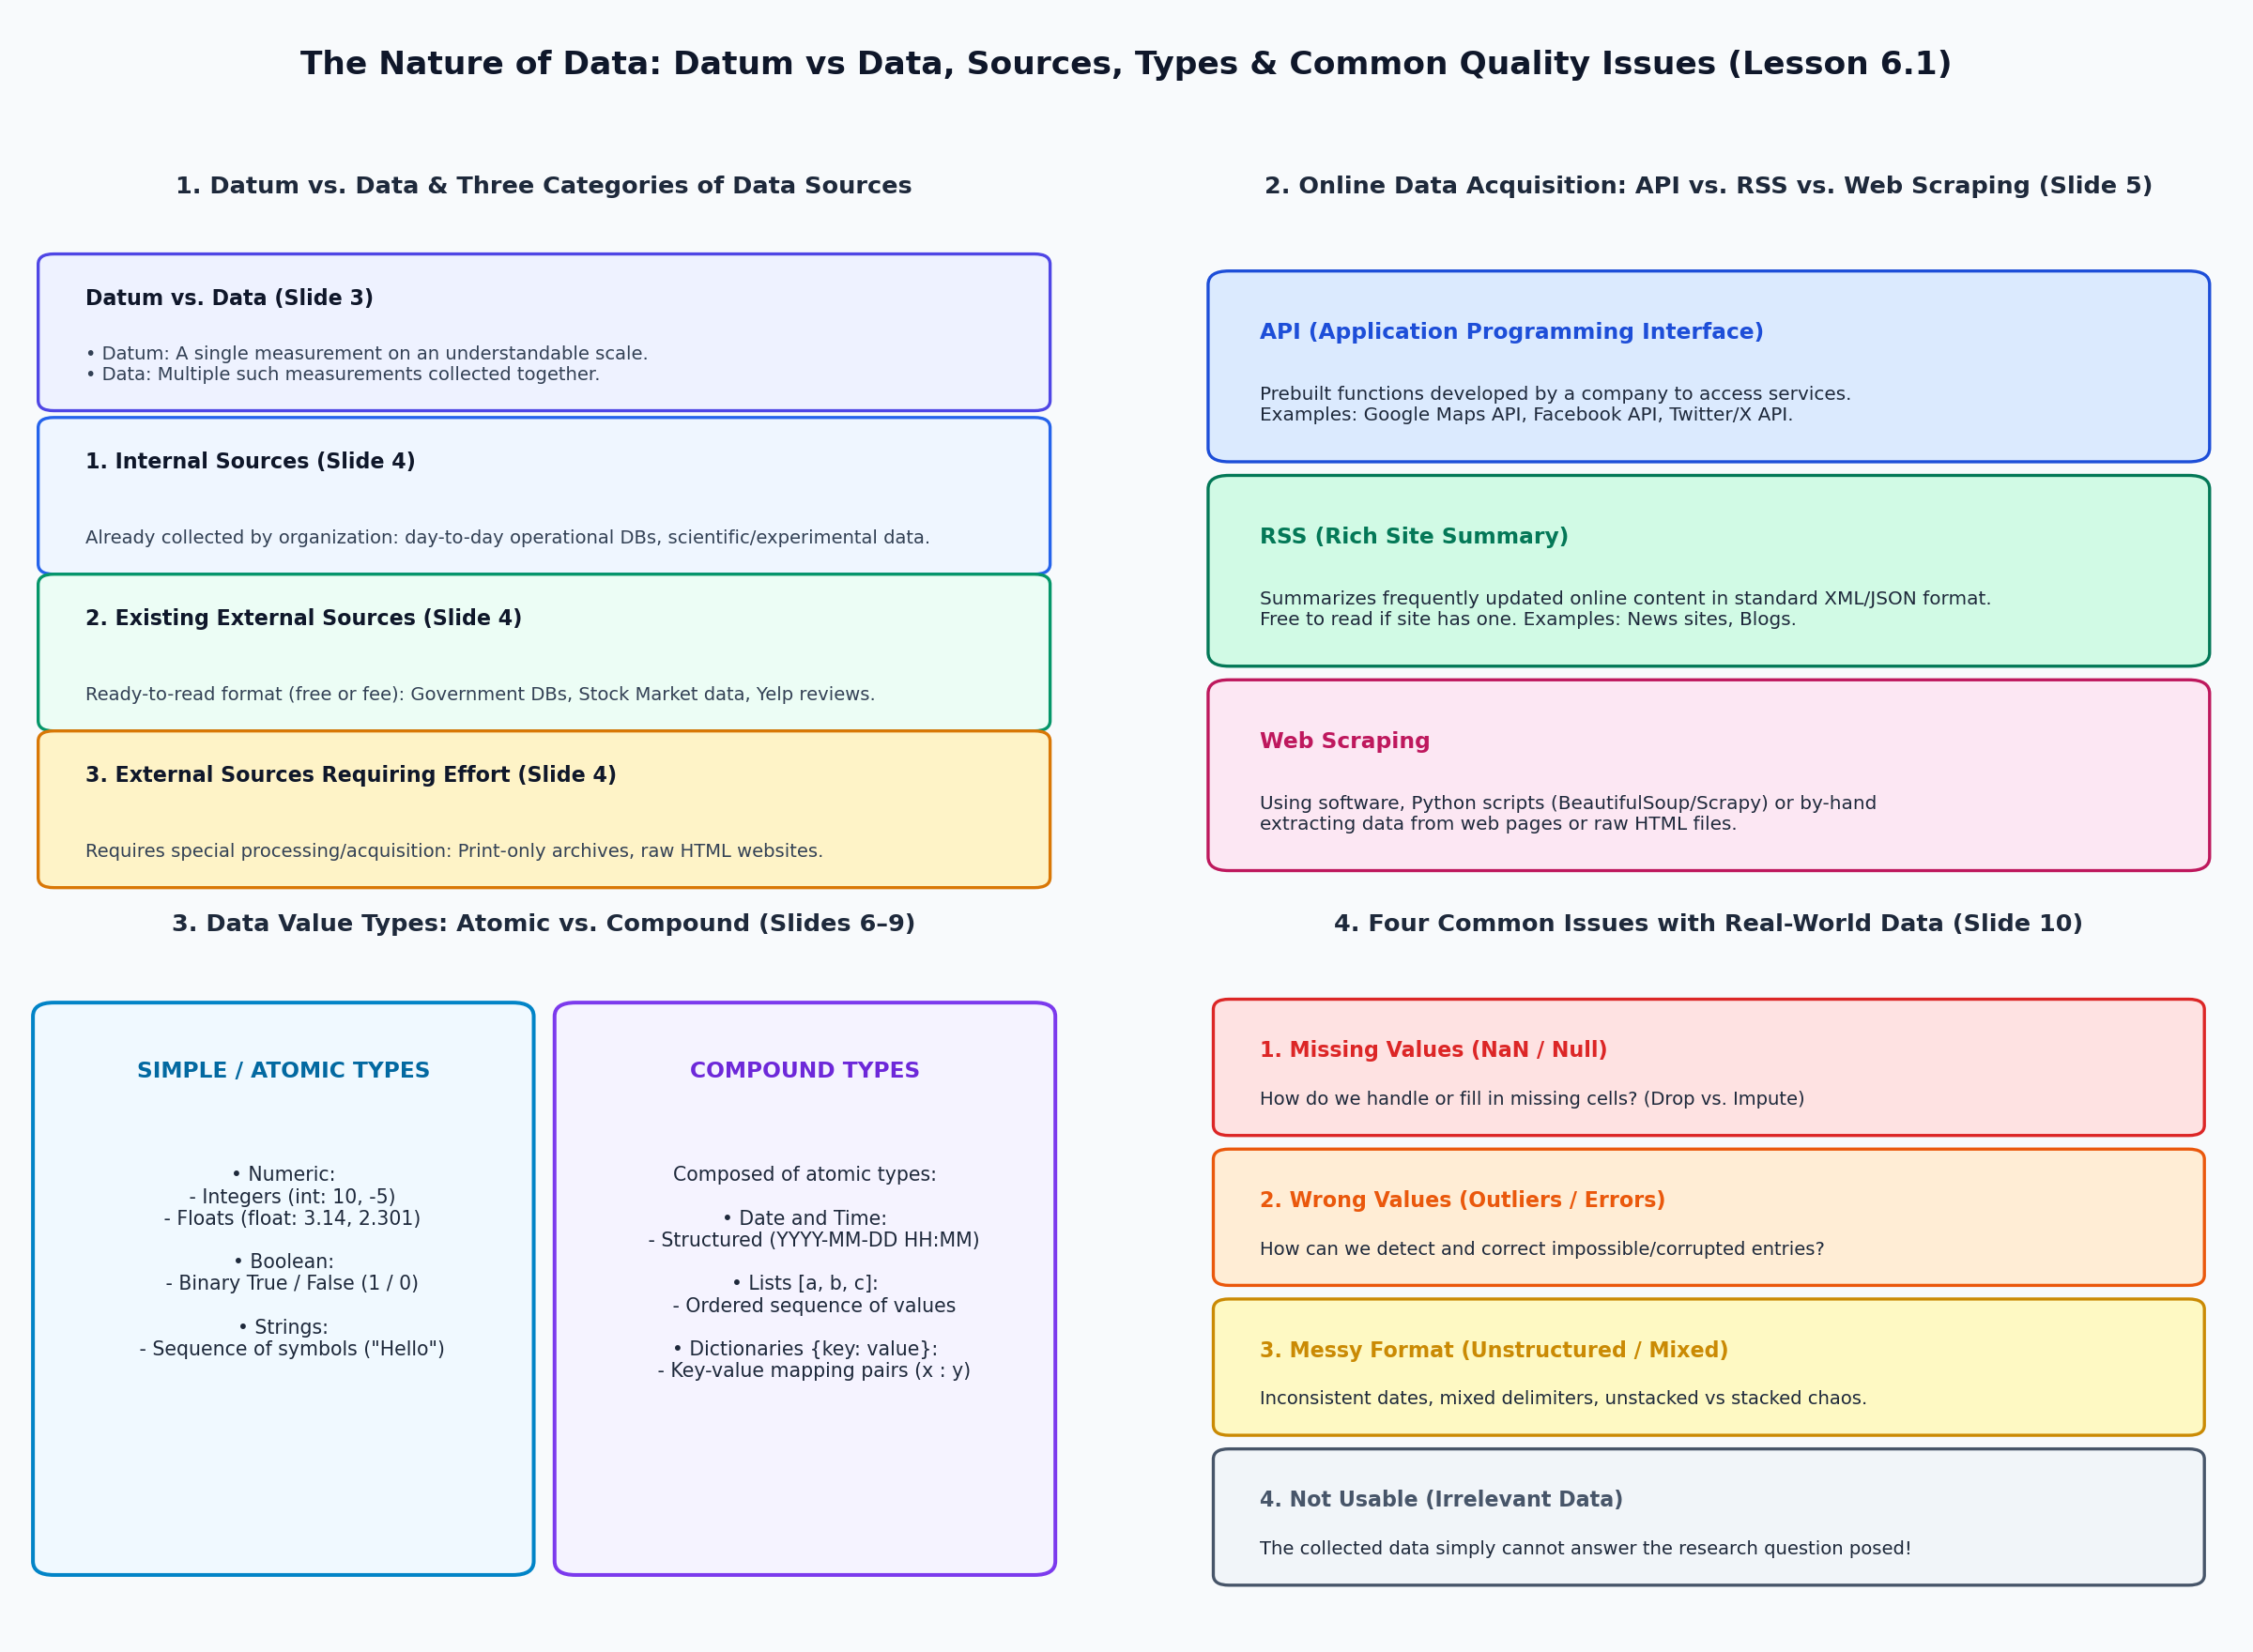 The Nature of Data: Datum vs Data, Sources, Types & Common Quality Issues (Lesson 6.1)
1. Datum vs. Data & Three Categories of Data Sources
Datum vs. Data (Slide 3)
• Datum: A single measurement on an understandable scale.
• Data: Multiple such measurements collected together.
1. Internal Sources (Slide 4)
Already collected by organization: day-to-day operational DBs, scientific/experimental data.
2. Existing External Sources (Slide 4)
Ready-to-read format (free or fee): Government DBs, Stock Market data, Yelp reviews.
3. External Sources Requiring Effort (Slide 4)
Requires special processing/acquisition: Print-only archives, raw HTML websites.
2. Online Data Acquisition: API vs. RSS vs. Web Scraping (Slide 5)
API (Application Programming Interface)
Prebuilt functions developed by a company to access services.
Examples: Google Maps API, Facebook API, Twitter/X API.
RSS (Rich Site Summary)
Summarizes frequently updated online content in standard XML/JSON format.
Free to read if site has one. Examples: News sites, Blogs.
Web Scraping
Using software, Python scripts (BeautifulSoup/Scrapy) or by-hand
extracting data from web pages or raw HTML files.
3. Data Value Types: Atomic vs. Compound (Slides 6–9)
SIMPLE / ATOMIC TYPES
• Numeric:
- Integers (int: 10, -5)
- Floats (float: 3.14, 2.301)
• Boolean:
- Binary True / False (1 / 0)
• Strings:
- Sequence of symbols ("Hello")
COMPOUND TYPES
Composed of atomic types:
• Date and Time:
- Structured (YYYY-MM-DD HH:MM)
• Lists [a, b, c]:
- Ordered sequence of values
• Dictionaries {key: value}:
- Key-value mapping pairs (x : y)
4. Four Common Issues with Real-World Data (Slide 10)
1. Missing Values (NaN / Null)
How do we handle or fill in missing cells? (Drop vs. Impute)
2. Wrong Values (Outliers / Errors)
How can we detect and correct impossible/corrupted entries?
3. Messy Format (Unstructured / Mixed)
Inconsistent dates, mixed delimiters, unstacked vs stacked chaos.
4. Not Usable (Irrelevant Data)
The collected data simply cannot answer the research question posed!